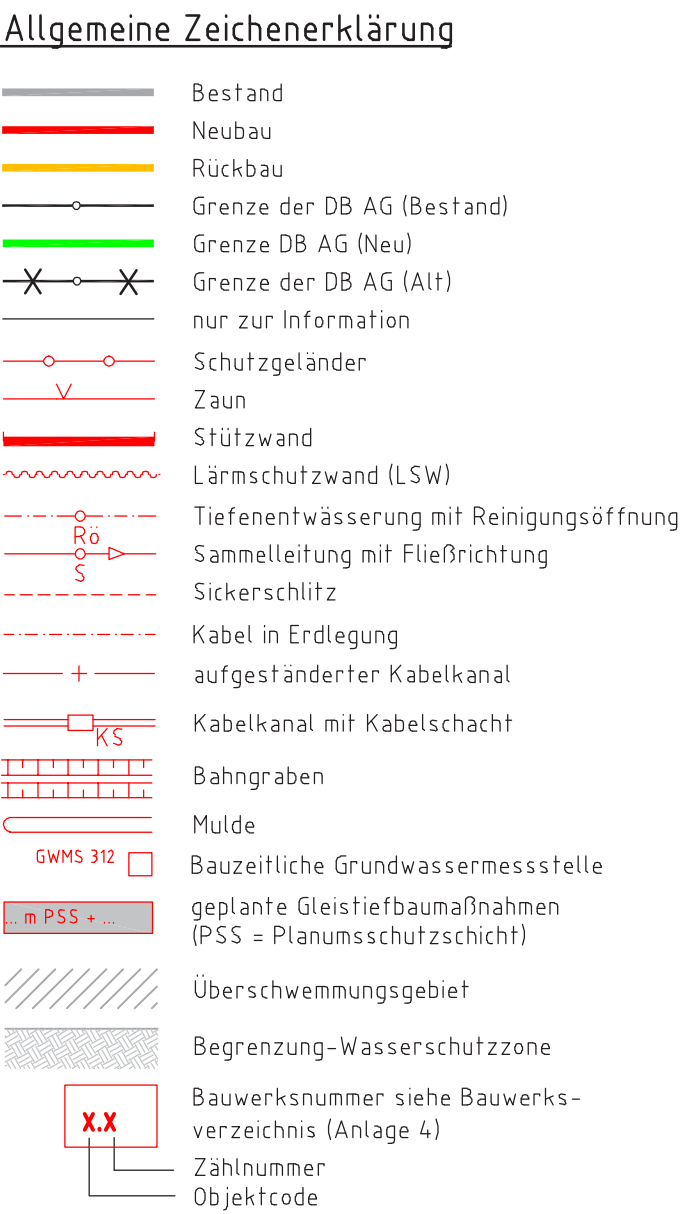 Allgemeine Zeichenerklärung
Bestand
Neubau
Rückbau
Grenze der DB AG (Bestand)
Grenze DB AG (Neu)
Grenze der DB AG (Alt)
nur zur Information
Schutzgeländer
Zaun
Stützwand
Lärmschutzwand (LSW)
Tiefenentwässerung mit Reinigungsöffnung
Rö
Sammelleitung mit Fließrichtung
S
Sickerschlitz
Kabel in Erdlegung
aufgeständerter Kabelkanal
Kabelkanal mit Kabelschacht
KS
Bahngraben
Mulde
GWMS 312
Bauzeitliche Grundwassermessstelle
... m PSS + ...
geplante Gleistiefbaumaßnahmen
(PSS = Planumsschutzschicht)
Überschwemmungsgebiet
Begrenzung-Wasserschutzzone
X.X
Bauwerksnummer siehe Bauwerks-
verzeichnis (Anlage 4)
Zählnummer
Objektcode